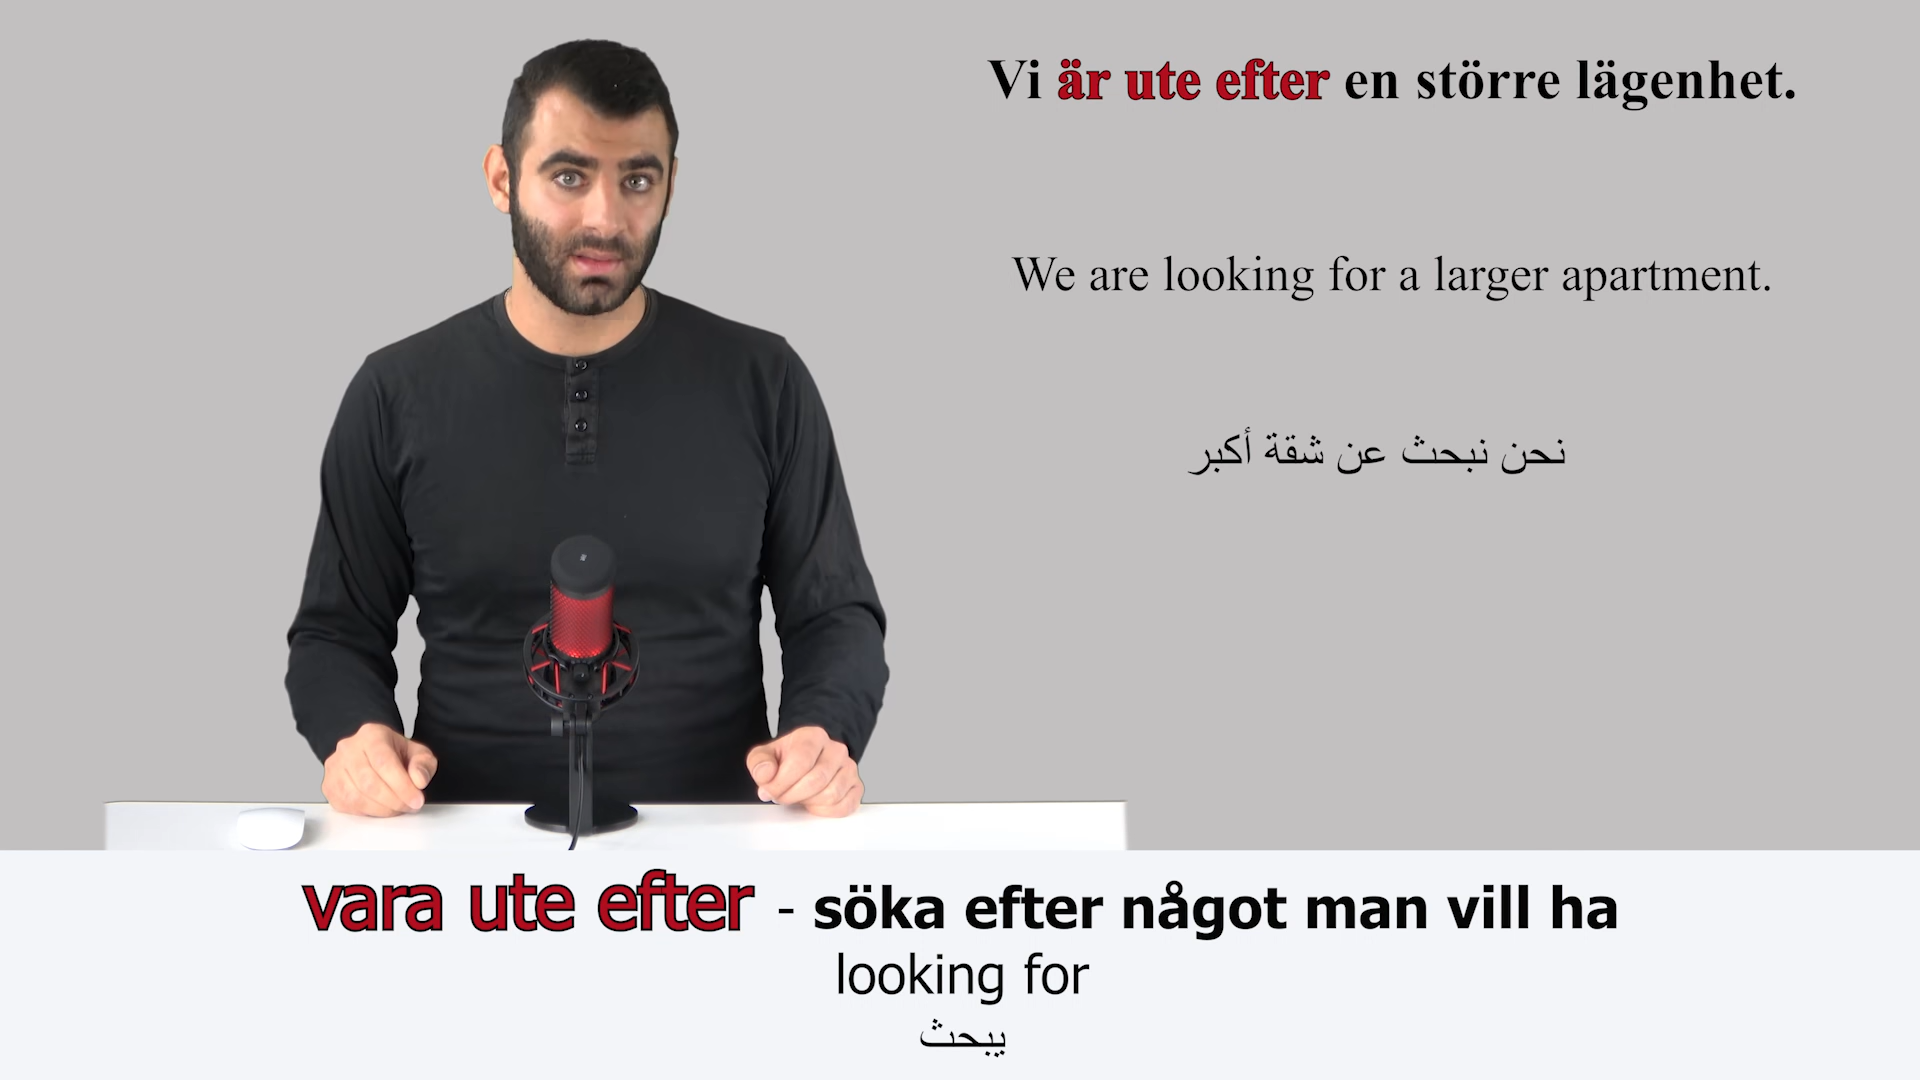 Vi är ute efter en större lägenhet.
We are looking for a larger apartment.
نحن نبحث عن شقة أكبر
vara ute efter - söka efter något man vill ha
looking for
يبحث